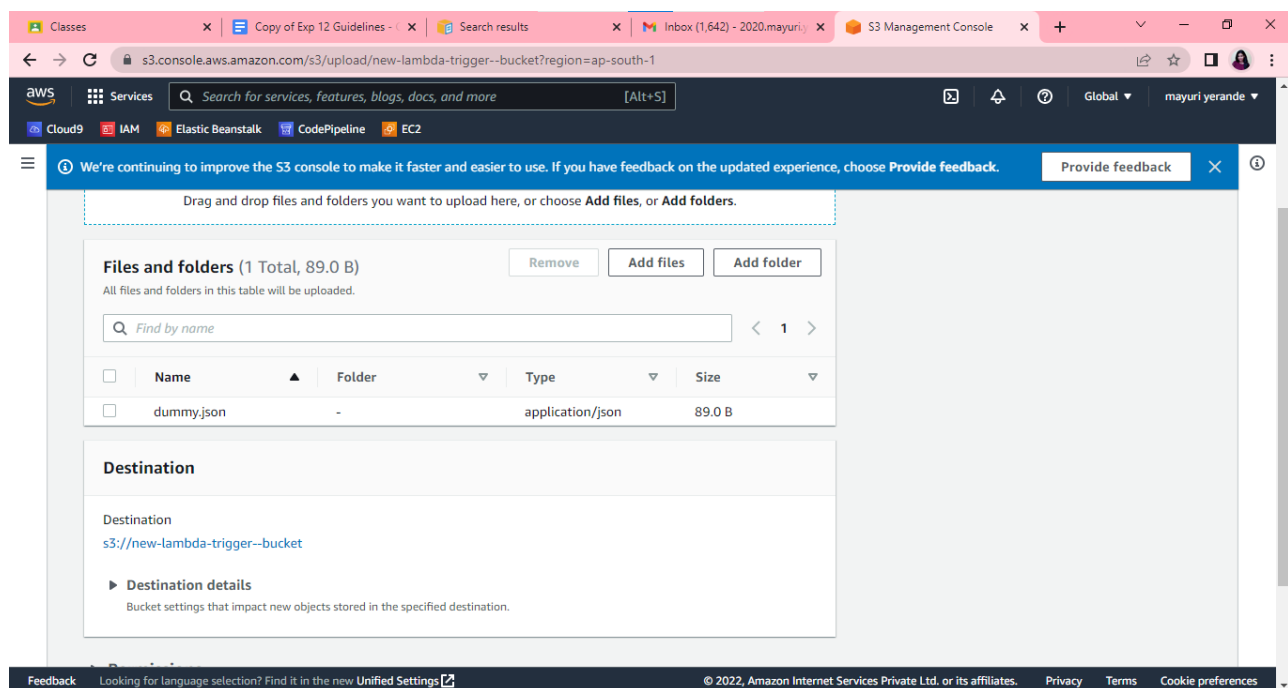 Classes
Copy of Exp 12 Guidelines -
Search results
Inbox (1,642) - 2020.mayuri.y
S3 Management Console
s3.console.aws.amazon.com/s3/upload/new-lambda-trigger--bucket?region=ap-south-1
aws
Services
Search for services, features, blogs, docs, and more
[Alt+S]
Global
mayuri yerande
Cloud9
IAM
Elastic Beanstalk
CodePipeline
EC2
We're continuing to improve the S3 console to make it faster and easier to use. If you have feedback on the updated experience, choose Provide feedback.
Provide feedback
Drag and drop files and folders you want to upload here, or choose Add files, or Add folders.
Files and folders (1 Total, 89.0 B)
Remove
Add files
Add folder
All files and folders in this table will be uploaded.
Find by name
1
Name Folder Type Size
dummy.json - application/json 89.0 B
Destination
Destination
s3://new-lambda-trigger--bucket
Destination details
Bucket settings that impact new objects stored in the specified destination.
Feedback
Looking for language selection? Find it in the new Unified Settings
© 2022, Amazon Internet Services Private Ltd. or its affiliates.
Privacy
Terms
Cookie preferences